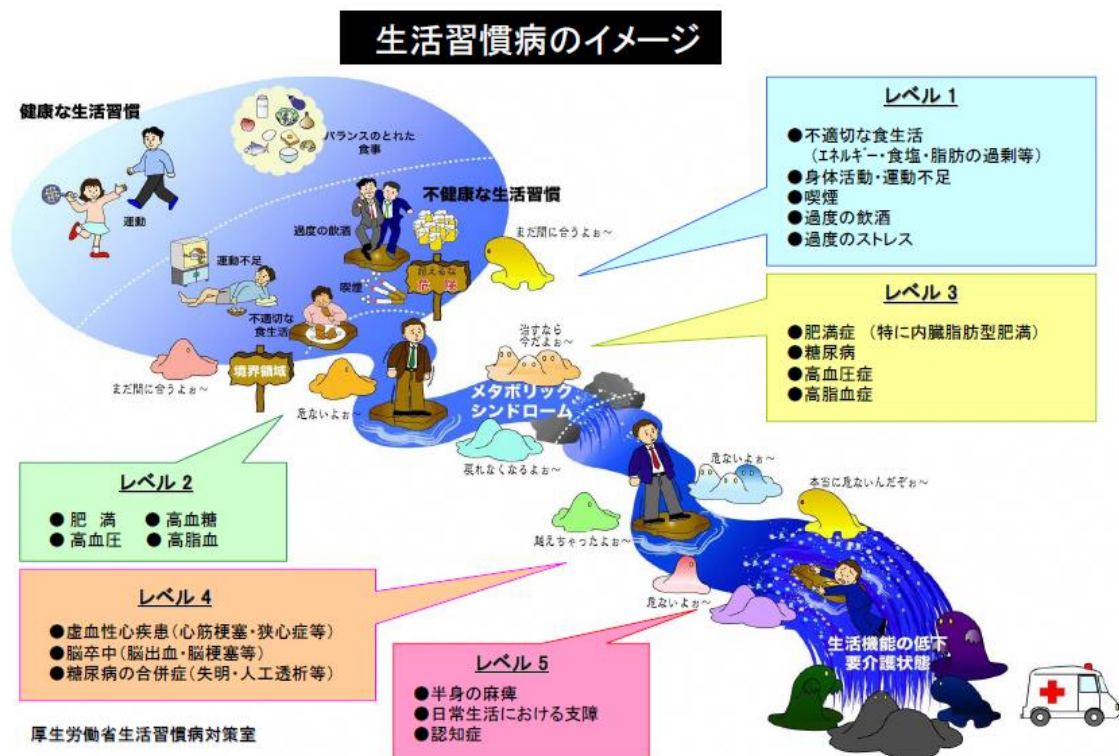 生活習慣病のイメージ
健康な生活習慣
バランスのとれた
食事
運動
不健康な生活習慣
過度の飲酒
運動不足
喫煙
危険
不適切な
食生活
境界領域
まだ間に合うよぉ～
まだ間に合うよぉ～
危ないよぉ～
治すなら
今だよぉ～
メタボリック
シンドローム
戻れなくなるよぉ～
危ないよぉ～
越えちゃったよぉ～
本当に危ないんだぞぉ～
危ないよぉ～
生活機能の低下
要介護状態
レベル 1
●不適切な食生活
（ｴﾈﾙｷﾞｰ・食塩・脂肪の過剰等）
●身体活動・運動不足
●喫煙
●過度の飲酒
●過度のストレス
レベル 2
● 肥 満 ● 高血糖
● 高血圧 ● 高脂血
レベル 3
●肥満症 （特に内臓脂肪型肥満）
●糖尿病
●高血圧症
●高脂血症
レベル 4
●虚血性心疾患(心筋梗塞・狭心症等)
●脳卒中(脳出血・脳梗塞等)
●糖尿病の合併症(失明・人工透析等)
レベル 5
●半身の麻痺
●日常生活における支障
●認知症
厚生労働省生活習慣病対策室